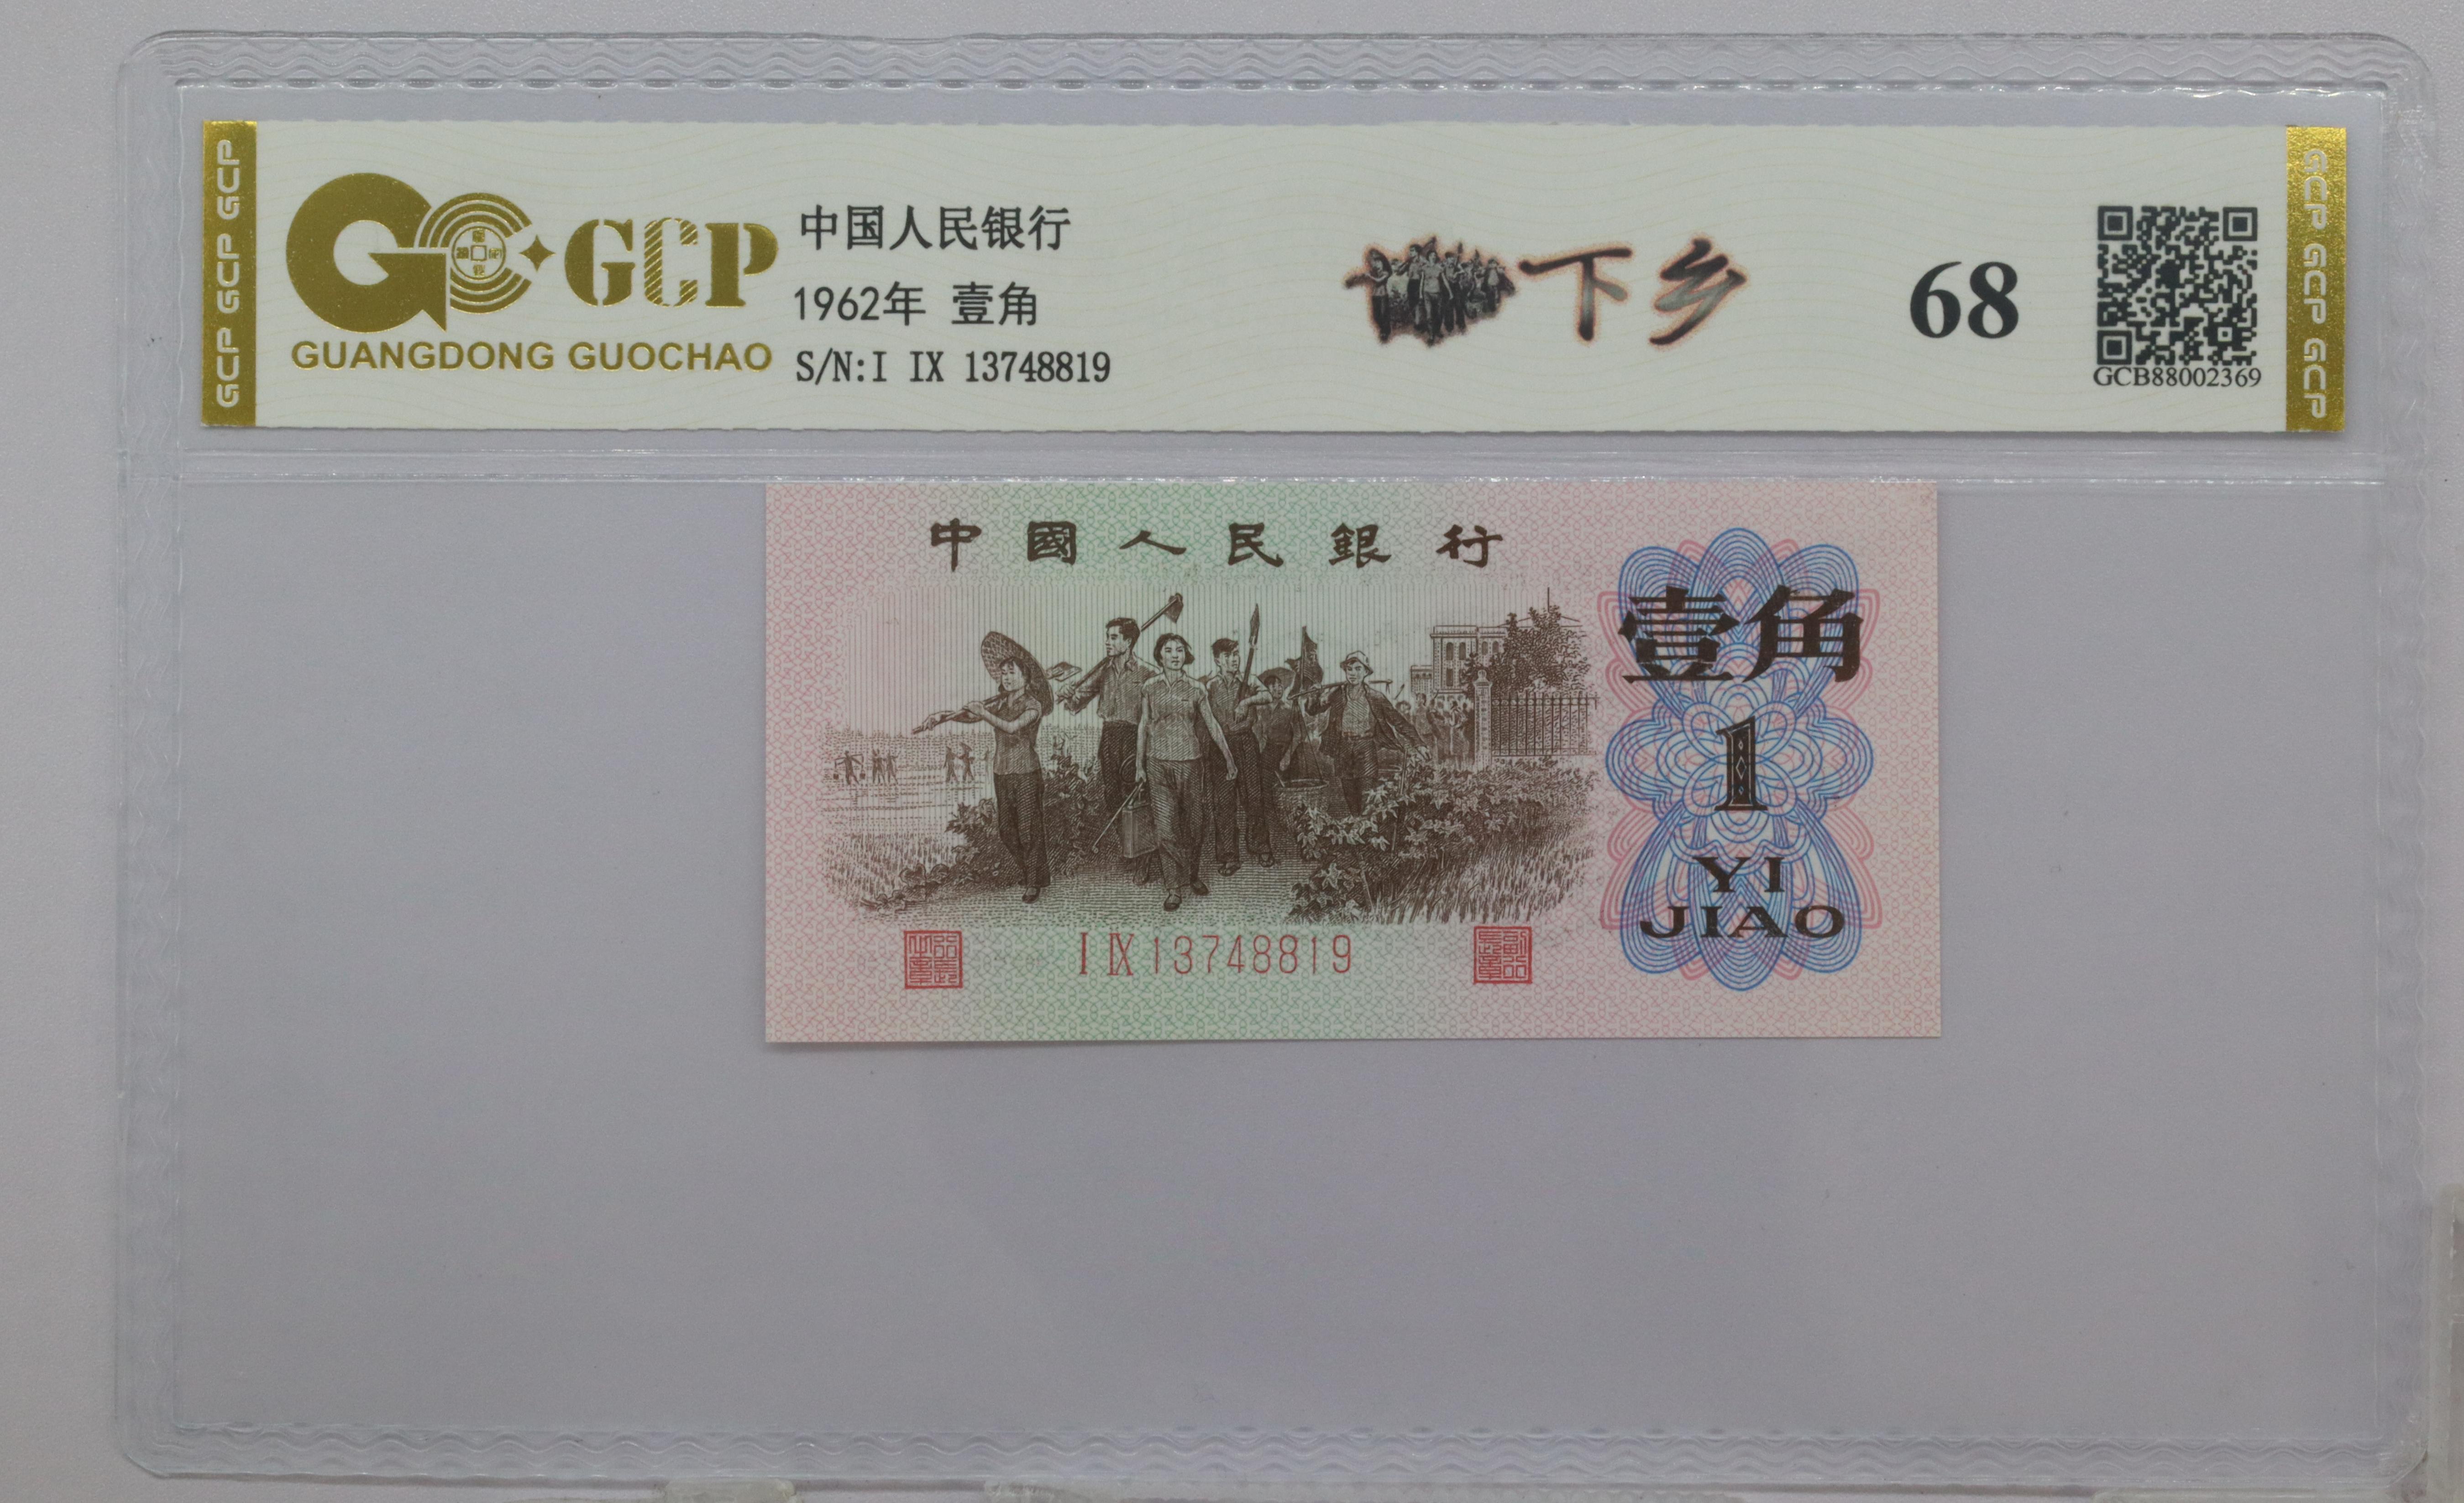 GCP GCP GCP
GCP
GUANGDONG GUOCHAO
中国人民银行
1962年 壹角
S/N:I IX 13748819
下乡
68
GCB88002369
GCP GCP GCP
中國人民銀行
壹角
1
YI
JIAO
I IX 13748819